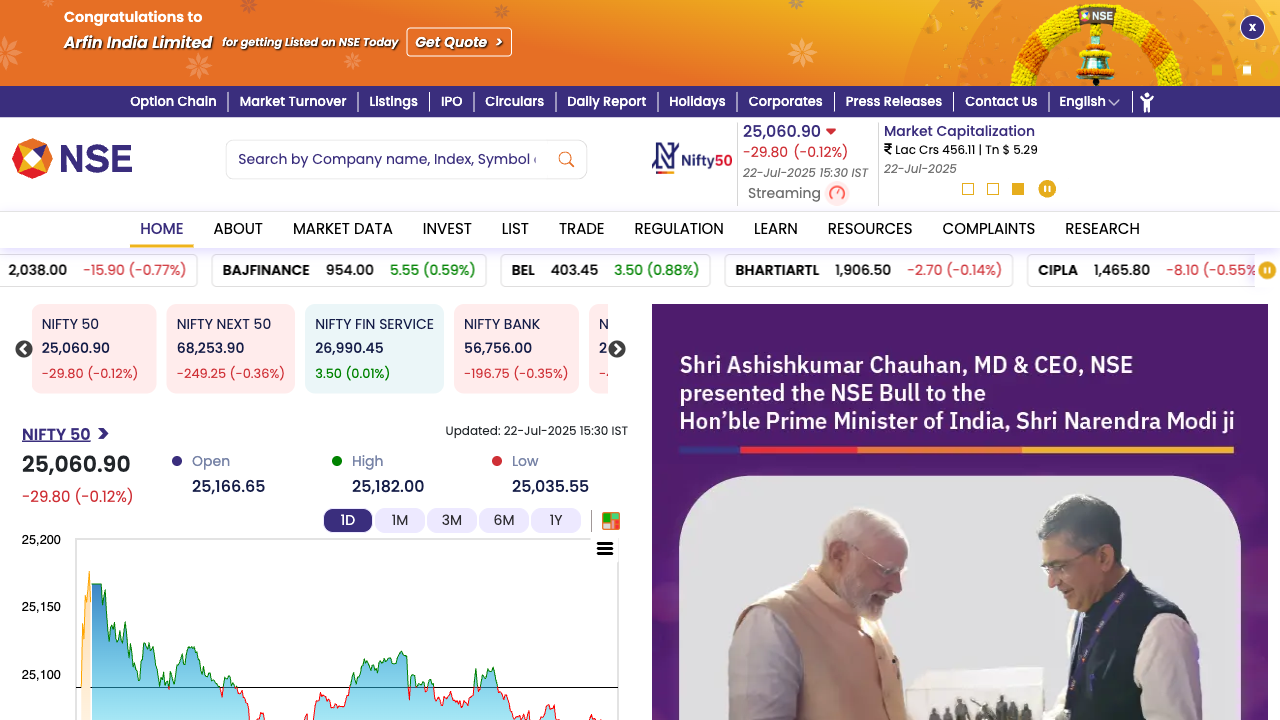 Congratulations to
Arfin India Limited for getting Listed on NSE Today Get Quote >
NSE
x
Option Chain
Market Turnover
Listings
IPO
Circulars
Daily Report
Holidays
Corporates
Press Releases
Contact Us
English
NSE
Search by Company name, Index, Symbol
Nifty50
25,060.90
-29.80 (-0.12%)
22-Jul-2025 15:30 IST
Streaming
Market Capitalization
₹ Lac Crs 456.11 | Tn $ 5.29
22-Jul-2025
HOME
ABOUT
MARKET DATA
INVEST
LIST
TRADE
REGULATION
LEARN
RESOURCES
COMPLAINTS
RESEARCH
2,038.00 -15.90 (-0.77%)
BAJFINANCE 954.00 5.55 (0.59%)
BEL 403.45 3.50 (0.88%)
BHARTIARTL 1,906.50 -2.70 (-0.14%)
CIPLA 1,465.80 -8.10 (-0.55%
NIFTY 50
25,060.90
-29.80 (-0.12%)
NIFTY NEXT 50
68,253.90
-249.25 (-0.36%)
NIFTY FIN SERVICE
26,990.45
3.50 (0.01%)
NIFTY BANK
56,756.00
-196.75 (-0.35%)
N
2
NIFTY 50
Updated: 22-Jul-2025 15:30 IST
25,060.90
-29.80 (-0.12%)
Open
25,166.65
High
25,182.00
Low
25,035.55
1D
1M
3M
6M
1Y
25,200
25,150
25,100
Shri Ashishkumar Chauhan, MD & CEO, NSE
presented the NSE Bull to the
Hon’ble Prime Minister of India, Shri Narendra Modi ji